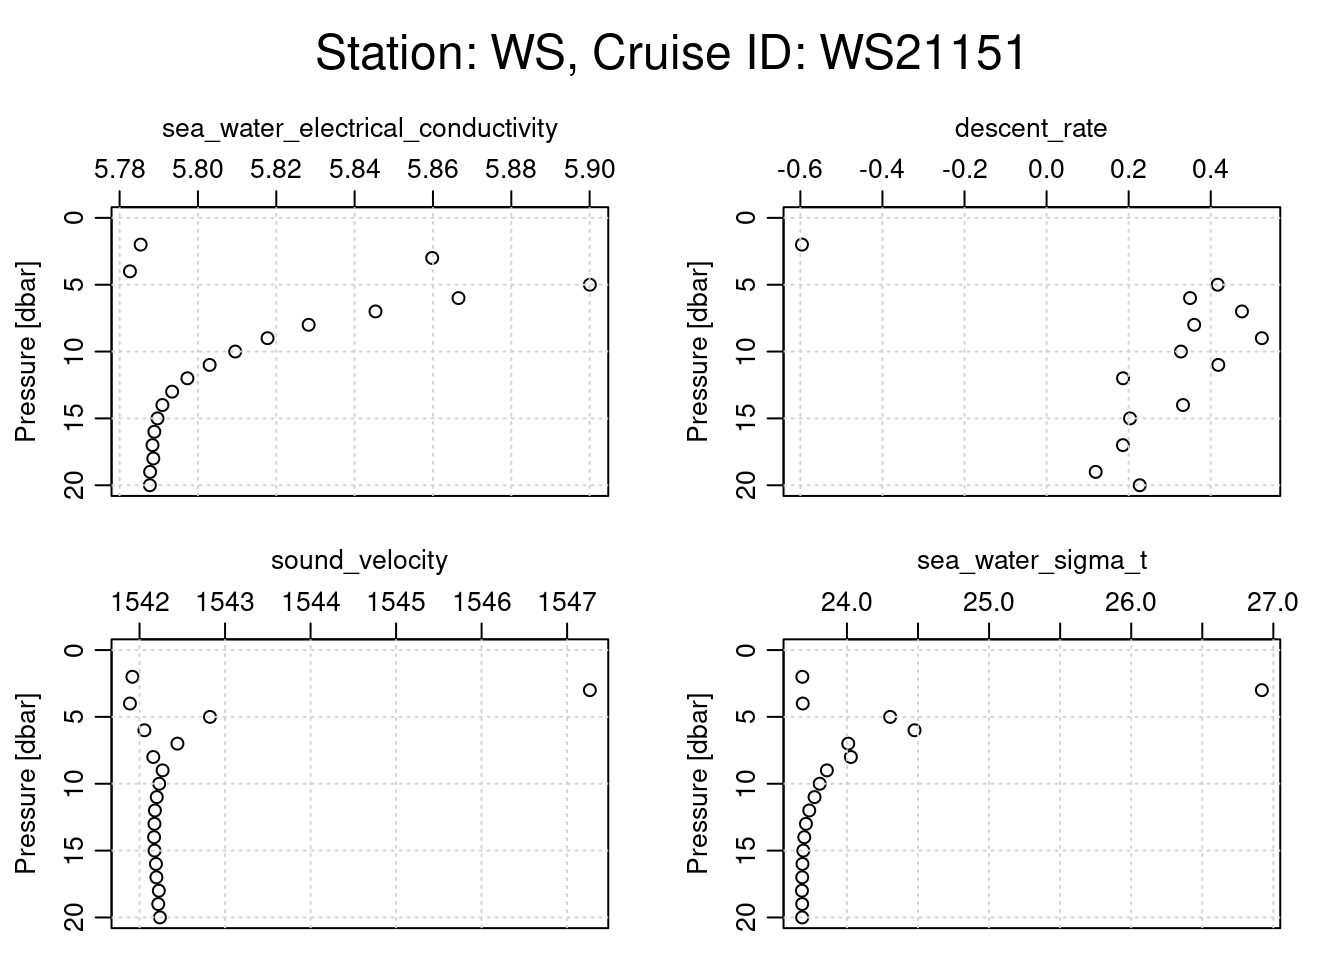 Station: WS, Cruise ID: WS21151
sea_water_electrical_conductivity
5.78 5.80 5.82 5.84 5.86 5.88 5.90
Pressure [dbar]
0
5
10
15
20
descent_rate
-0.6 -0.4 -0.2 0.0 0.2 0.4
Pressure [dbar]
0
5
10
15
20
sound_velocity
1542 1543 1544 1545 1546 1547
Pressure [dbar]
0
5
10
15
20
sea_water_sigma_t
24.0 25.0 26.0 27.0
Pressure [dbar]
0
5
10
15
20